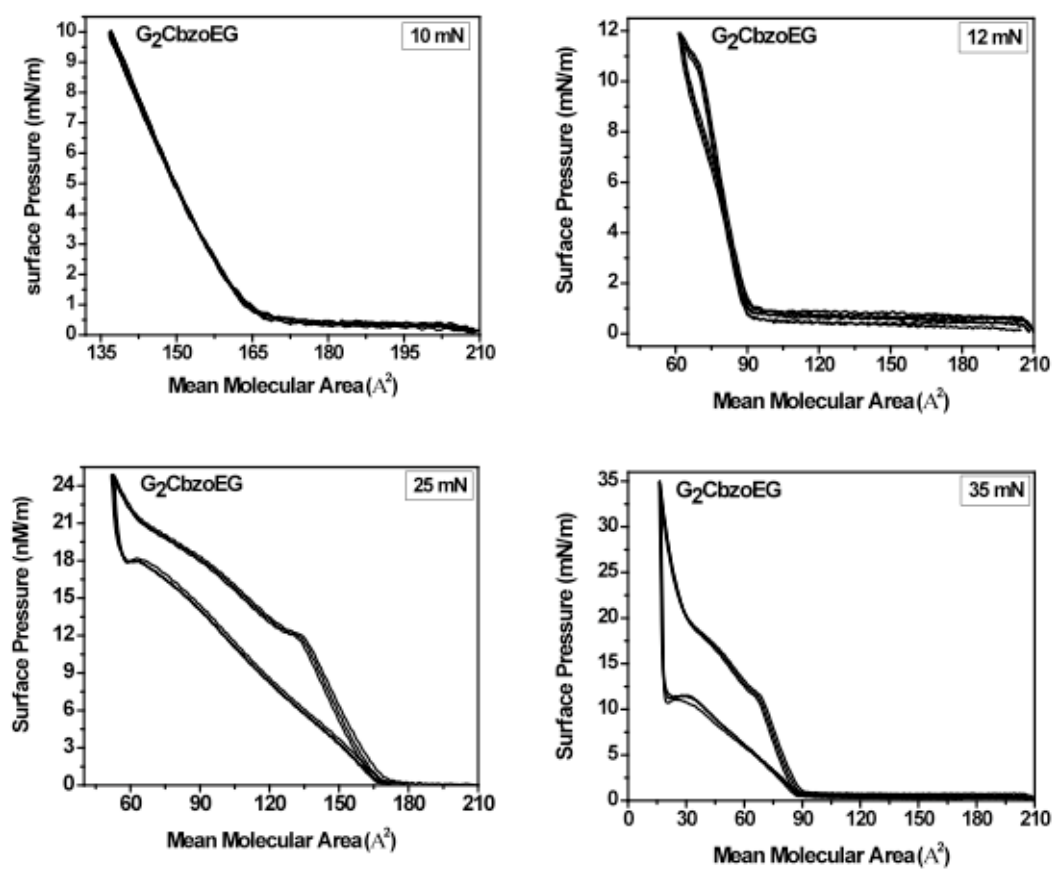 G2CbzoEG
10 mN
surface Pressure (mN/m)
10
9
8
7
6
5
4
3
2
1
0
135 150 165 180 195 210
Mean Molecular Area (A²)
G2CbzoEG
12 mN
Surface Pressure (mN/m)
12
10
8
6
4
2
0
60 90 120 150 180 210
Mean Molecular Area (A²)
G2CbzoEG
25 mN
Surface Pressure (nM/m)
24
21
18
15
12
9
6
3
0
60 90 120 150 180 210
Mean Molecular Area (A²)
G2CbzoEG
35 mN
Surface Pressure (mN/m)
35
30
25
20
15
10
5
0
0 30 60 90 120 150 180 210
Mean Molecular Area (A²)